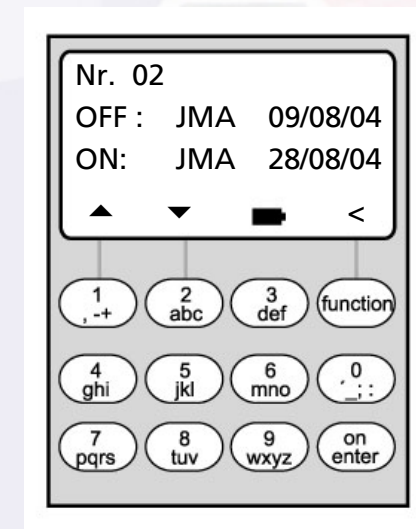 Nr. 02
OFF : JMA 09/08/04
ON: JMA 28/08/04
<
1 2 3 function
, -+ abc def
4 5 6 0
ghi jkl mno ´_; :
7 8 9 on
pqrs tuv wxyz enter